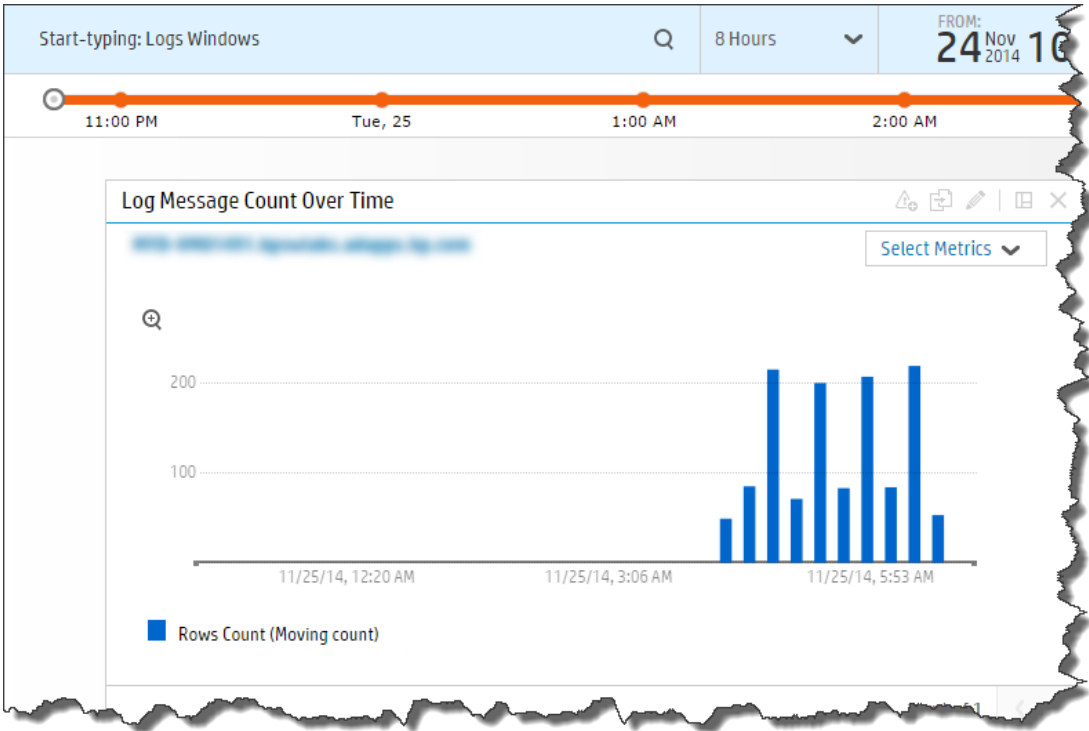 Start-typing: Logs Windows
8 Hours
FROM:
24 Nov 2014 10
11:00 PM
Tue, 25
1:00 AM
2:00 AM
Log Message Count Over Time
Select Metrics
200
100
11/25/14, 12:20 AM
11/25/14, 3:06 AM
11/25/14, 5:53 AM
Rows Count (Moving count)